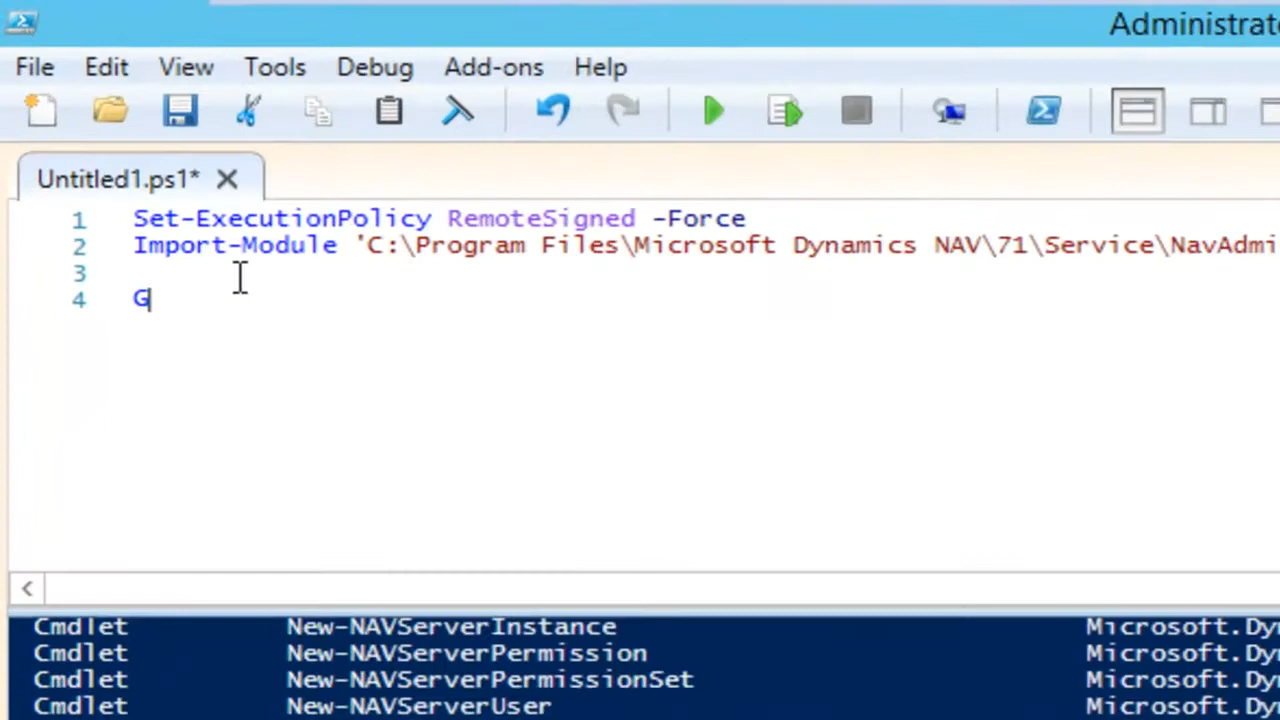 Administrat
File Edit View Tools Debug Add-ons Help
Untitled1.ps1*
1 Set-ExecutionPolicy RemoteSigned -Force
2 Import-Module 'C:\Program Files\Microsoft Dynamics NAV\71\Service\NavAdmi
3
4 G
Cmdlet New-NAVServerInstance Microsoft.Dy
Cmdlet New-NAVServerPermission Microsoft.Dy
Cmdlet New-NAVServerPermissionSet Microsoft.Dy
Cmdlet New-NAVServerUser Microsoft.Dy